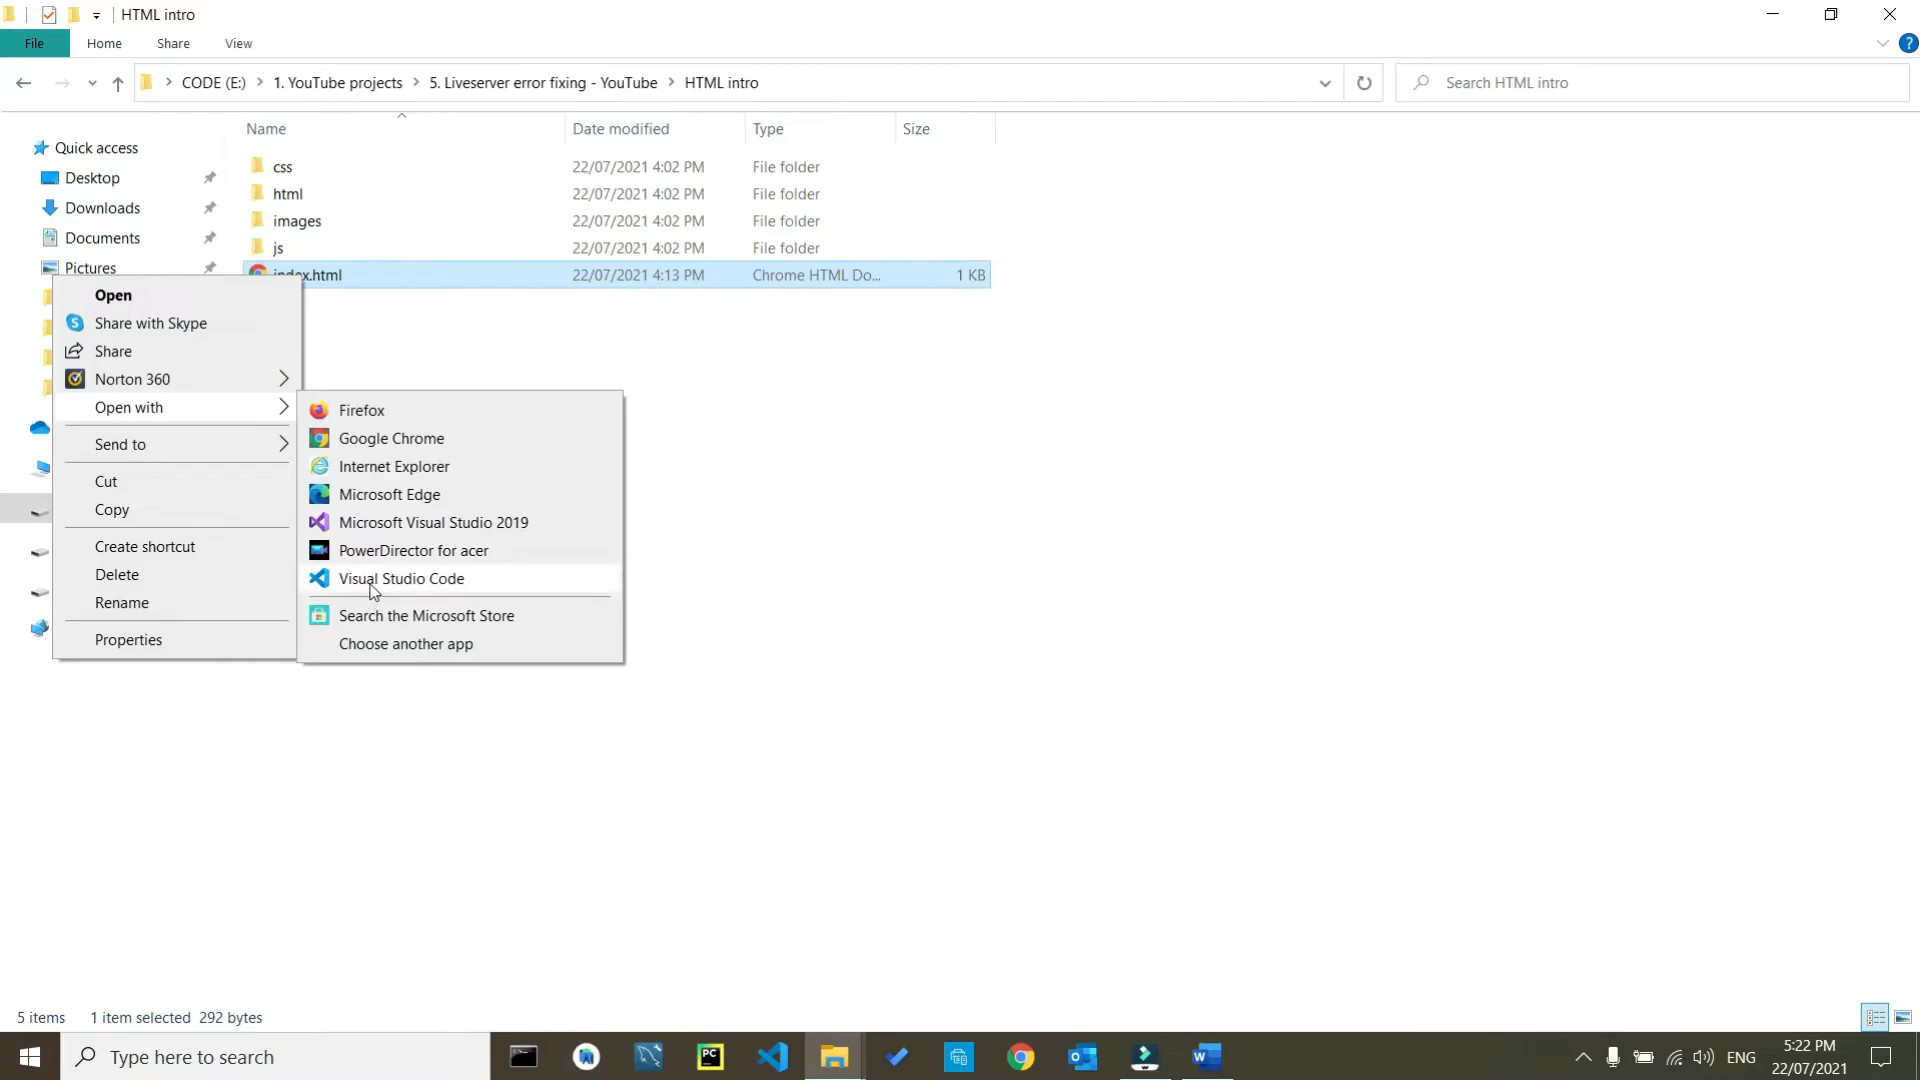 HTML intro
File Home Share View
CODE (E:) 1. YouTube projects 5. Liveserver error fixing - YouTube HTML intro
Search HTML intro
Name Date modified Type Size
Quick access
Desktop
Downloads
Documents
Pictures
css 22/07/2021 4:02 PM File folder
html 22/07/2021 4:02 PM File folder
images 22/07/2021 4:02 PM File folder
js 22/07/2021 4:02 PM File folder
index.html 22/07/2021 4:13 PM Chrome HTML Do... 1 KB
Open
Share with Skype
Share
Norton 360
Open with
Send to
Cut
Copy
Create shortcut
Delete
Rename
Properties
Firefox
Google Chrome
Internet Explorer
Microsoft Edge
Microsoft Visual Studio 2019
PowerDirector for acer
Visual Studio Code
Search the Microsoft Store
Choose another app
5 items 1 item selected 292 bytes
Type here to search
PC
ENG
5:22 PM
22/07/2021